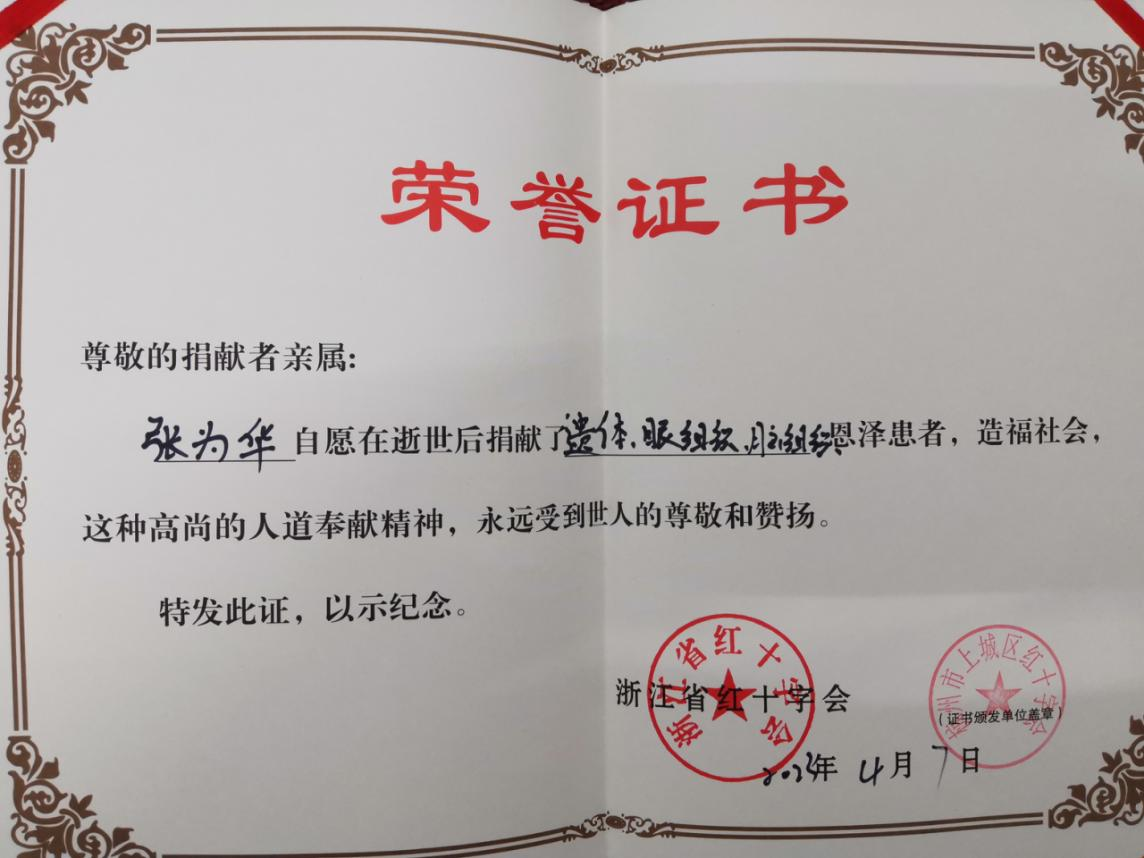 荣誉证书
尊敬的捐献者亲属:
张为华 自愿在逝世后捐献了遗体、眼组织、脑组织恩泽患者，造福社会，
这种高尚的人道奉献精神，永远受到世人的尊敬和赞扬。
特发此证，以示纪念。
浙江省红十字会
浙江省红十字会
杭州市上城区红十字会
(证书颁发单位盖章)
年 4月 7日